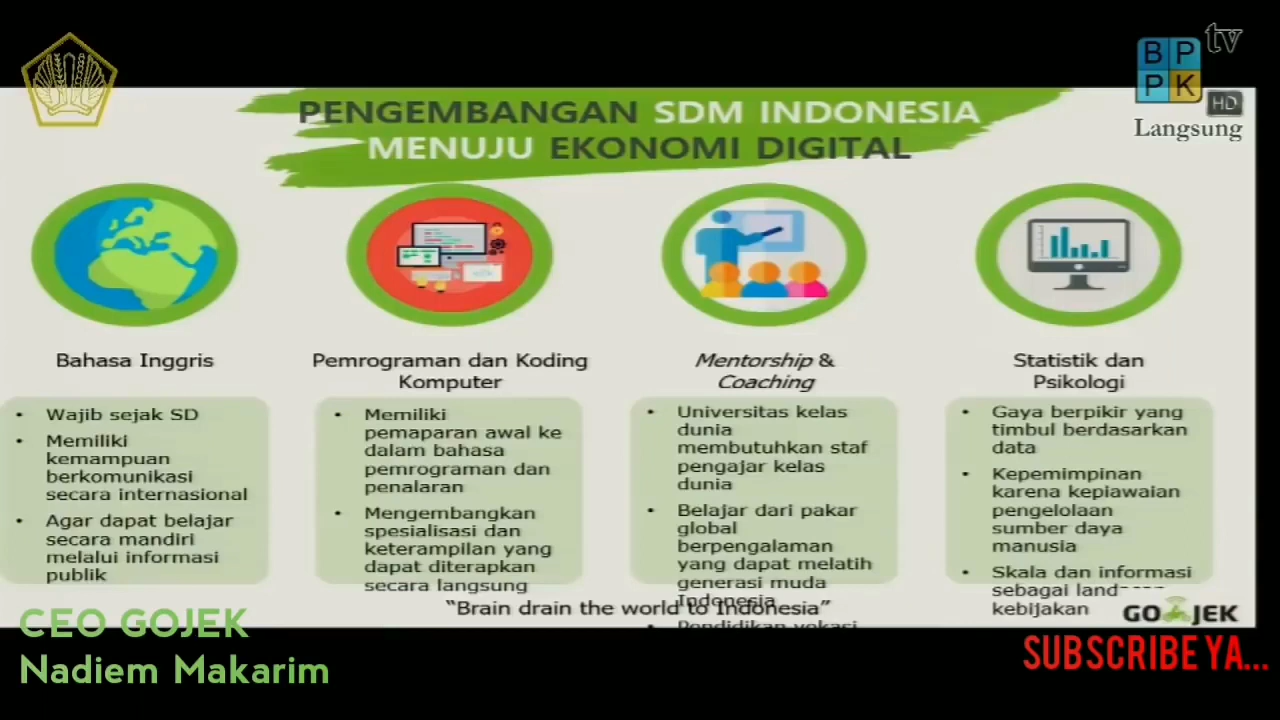 BPPK tv
HD
Langsung
PENGEMBANGAN SDM INDONESIA
MENUJU EKONOMI DIGITAL
Bahasa Inggris
• Wajib sejak SD
• Memiliki
kemampuan
berkomunikasi
secara internasional
• Agar dapat belajar
secara mandiri
melalui informasi
publik
Pemrograman dan Koding
Komputer
• Memiliki
pemaparan awal ke
dalam bahasa
pemrograman dan
penalaran
• Mengembangkan
spesialisasi dan
keterampilan yang
dapat diterapkan
secara langsung
Mentorship &
Coaching
• Universitas kelas
dunia
membutuhkan staf
pengajar kelas
dunia
• Belajar dari pakar
global
berpengalaman
yang dapat melatih
generasi muda
Indonesia
• Pendidikan vokasi
Statistik dan
Psikologi
• Gaya berpikir yang
timbul berdasarkan
data
• Kepemimpinan
karena kepiawaian
pengelolaan
sumber daya
manusia
• Skala dan informasi
sebagai
kebijakan
“Brain drain the world to Indonesia”
GOJEK
CEO GOJEK
Nadiem Makarim
SUBSCRIBE YA...